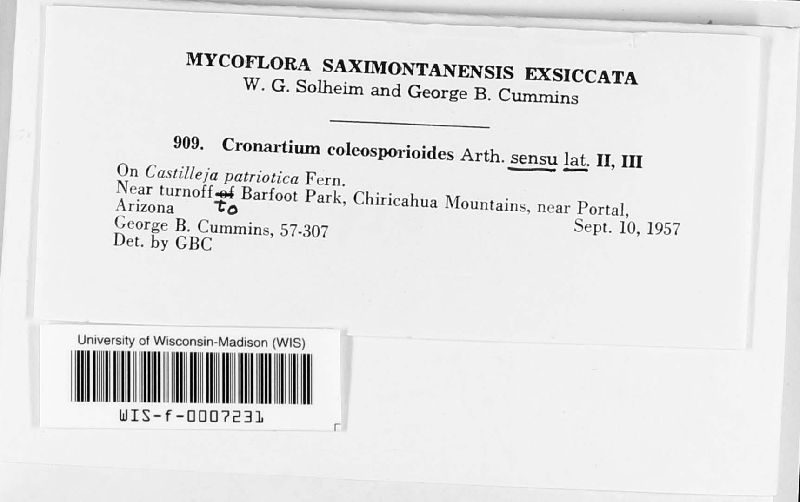 MYCOFLORA SAXIMONTANENSIS EXSICCATA
W. G. Solheim and George B. Cummins
909. Cronartium coleosporioides Arth. sensu lat. II, III
On Castilleja patriotica Fern.
Near turnoff of to Barfoot Park, Chiricahua Mountains, near Portal,
Arizona Sept. 10, 1957
George B. Cummins, 57-307
Det. by GBC
University of Wisconsin-Madison (WIS)
WIS-f-0007231